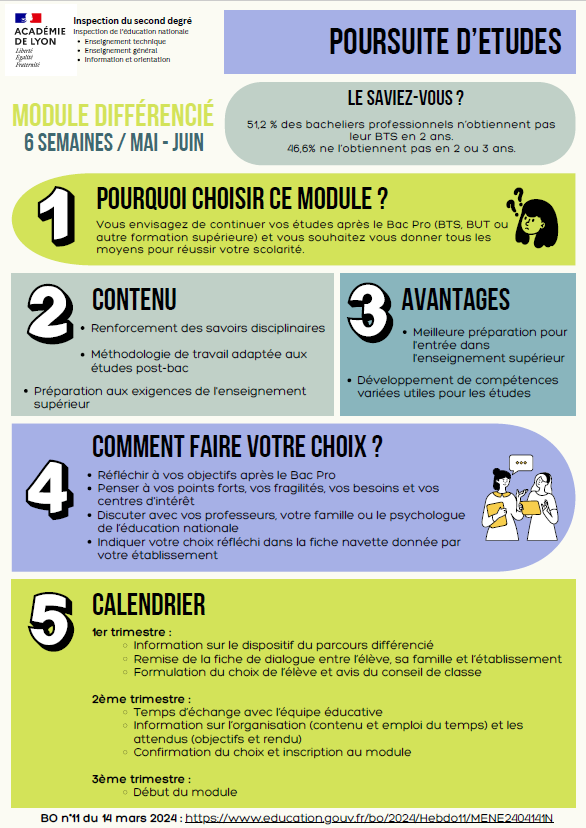 ACADÉMIE
DE LYON
Liberté
Égalité
Fraternité
Inspection du second degré
Inspection de l'éducation nationale
• Enseignement technique
• Enseignement général
• Information et orientation
POURSUITE D'ETUDES
MODULE DIFFÉRENCIÉ
6 SEMAINES / MAI - JUIN
LE SAVIEZ-VOUS ?
51,2 % des bacheliers professionnels n'obtiennent pas
leur BTS en 2 ans.
46,6% ne l'obtiennent pas en 2 ou 3 ans.
1
POURQUOI CHOISIR CE MODULE ?
Vous envisagez de continuer vos études après le Bac Pro (BTS, BUT ou
autre formation supérieure) et vous souhaitez vous donner tous les
moyens pour réussir votre scolarité.
2
CONTENU
• Renforcement des savoirs disciplinaires
• Méthodologie de travail adaptée aux
études post-bac
• Préparation aux exigences de l'enseignement
supérieur
3
AVANTAGES
• Meilleure préparation pour
l'entrée dans
l'enseignement supérieur
• Développement de compétences
variées utiles pour les études
4
COMMENT FAIRE VOTRE CHOIX ?
• Réfléchir à vos objectifs après le Bac Pro
• Penser à vos points forts, vos fragilités, vos besoins et vos
centres d'intérêt
• Discuter avec vos professeurs, votre famille ou le psychologue
de l'éducation nationale
• Indiquer votre choix réfléchi dans la fiche navette donnée par
votre établissement
5
CALENDRIER
1er trimestre :
○ Information sur le dispositif du parcours différencié
○ Remise de la fiche de dialogue entre l'élève, sa famille et l'établissement
○ Formulation du choix de l'élève et avis du conseil de classe
2ème trimestre :
○ Temps d'échange avec l'équipe éducative
○ Information sur l'organisation (contenu et emploi du temps) et les
attendus (objectifs et rendu)
○ Confirmation du choix et inscription au module
3ème trimestre :
○ Début du module
BO n°11 du 14 mars 2024 : https://www.education.gouv.fr/bo/2024/Hebdo11/MENE2404141N